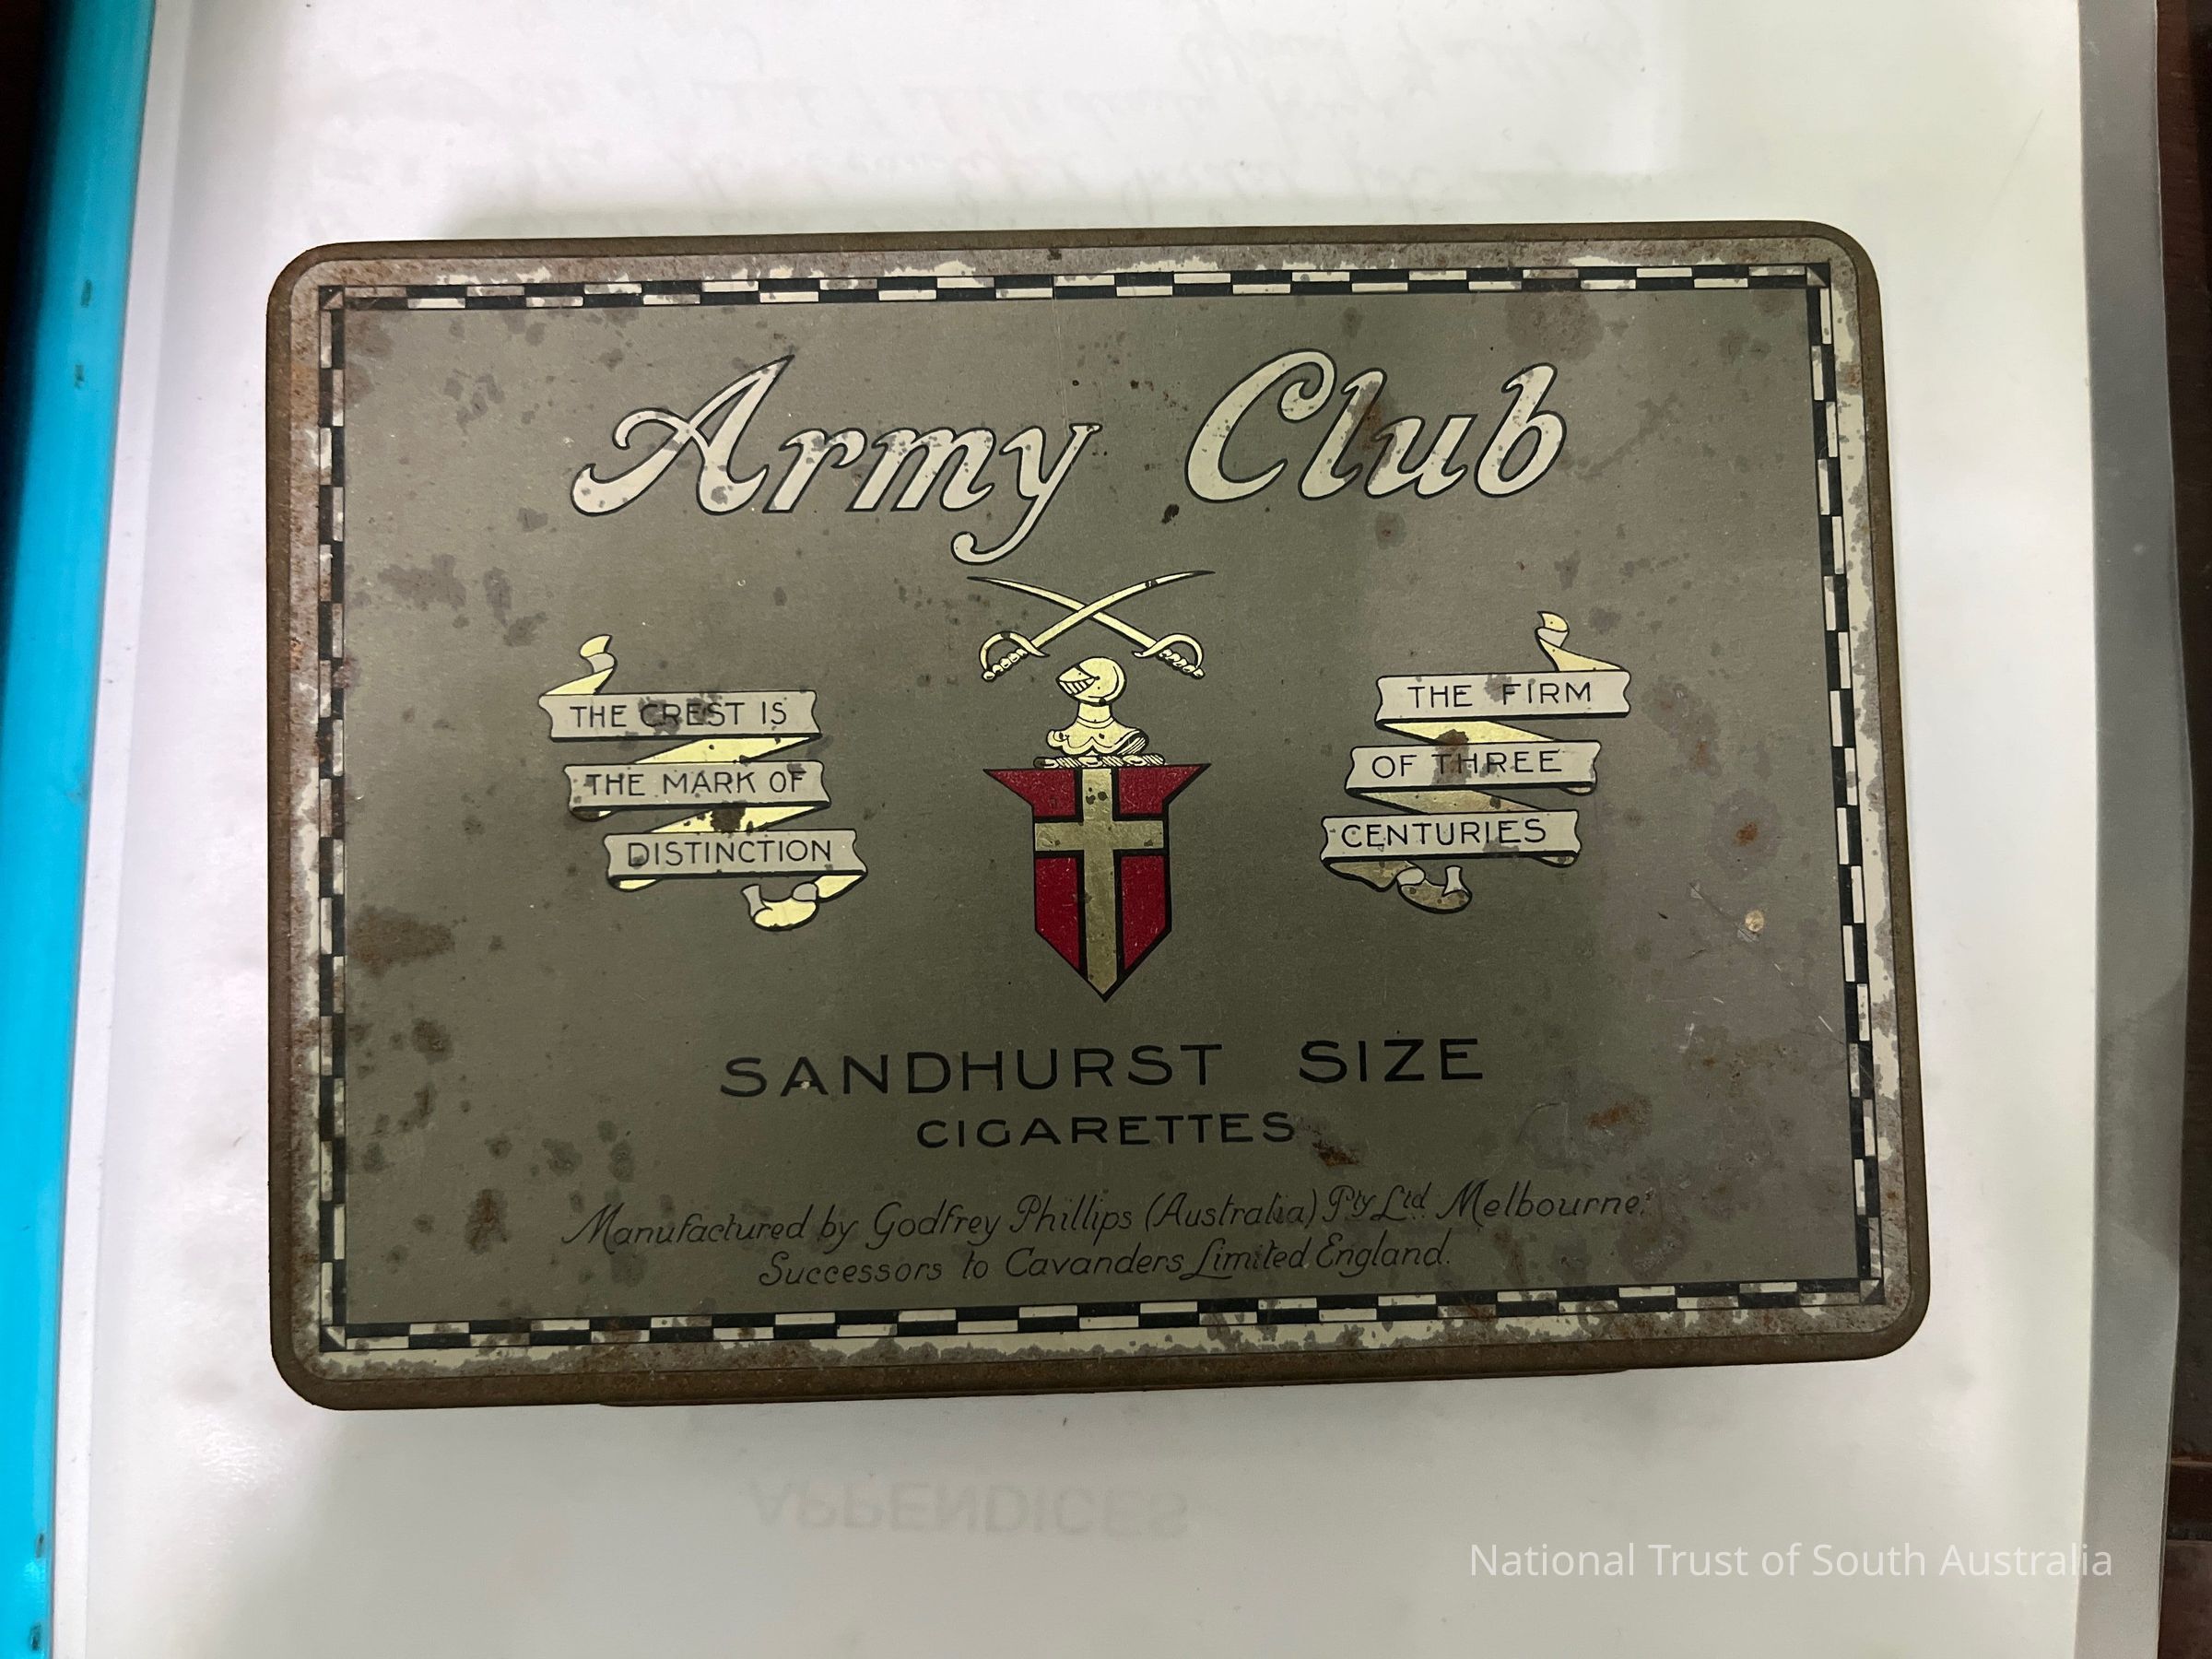 Army Club
THE CREST IS
THE MARK OF
DISTINCTION
THE FIRM
OF THREE
CENTURIES
SANDHURST SIZE
CIGARETTES
Manufactured by Godfrey Phillips (Australia) Pty Ltd. Melbourne.
Successors to Cavanders Limited England.
APPENDICES
National Trust of South Australia